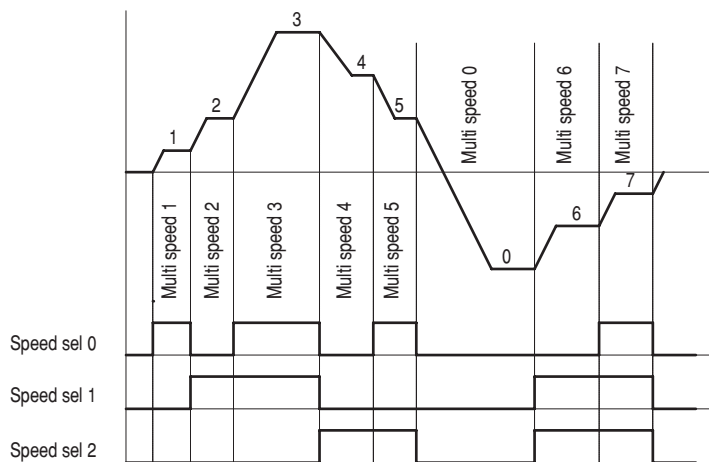 3
4
2
5
1
Multi speed 0
Multi speed 6
Multi speed 7
7
6
0
Multi speed 1
Multi speed 2
Multi speed 3
Multi speed 4
Multi speed 5
Speed sel 0
Speed sel 1
Speed sel 2